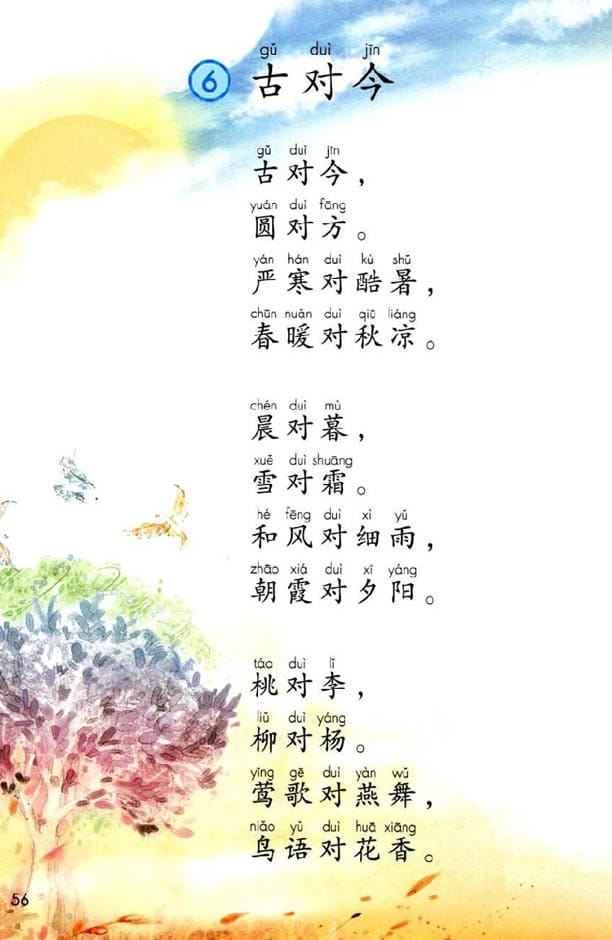 gǔ duì jīn
6 古对今
gǔ duì jīn
古对今，
yuán duì fāng
圆对方。
yán hán duì kù shǔ
严寒对酷暑，
chūn nuǎn duì qiū liáng
春暖对秋凉。
chén duì mù
晨对暮，
xuě duì shuāng
雪对霜。
hé fēng duì xì yǔ
和风对细雨，
zhāo xiá duì xī yáng
朝霞对夕阳。
táo duì lǐ
桃对李，
liǔ duì yáng
柳对杨。
yīng gē duì yàn wǔ
莺歌对燕舞，
niǎo yǔ duì huā xiāng
鸟语对花香。
56